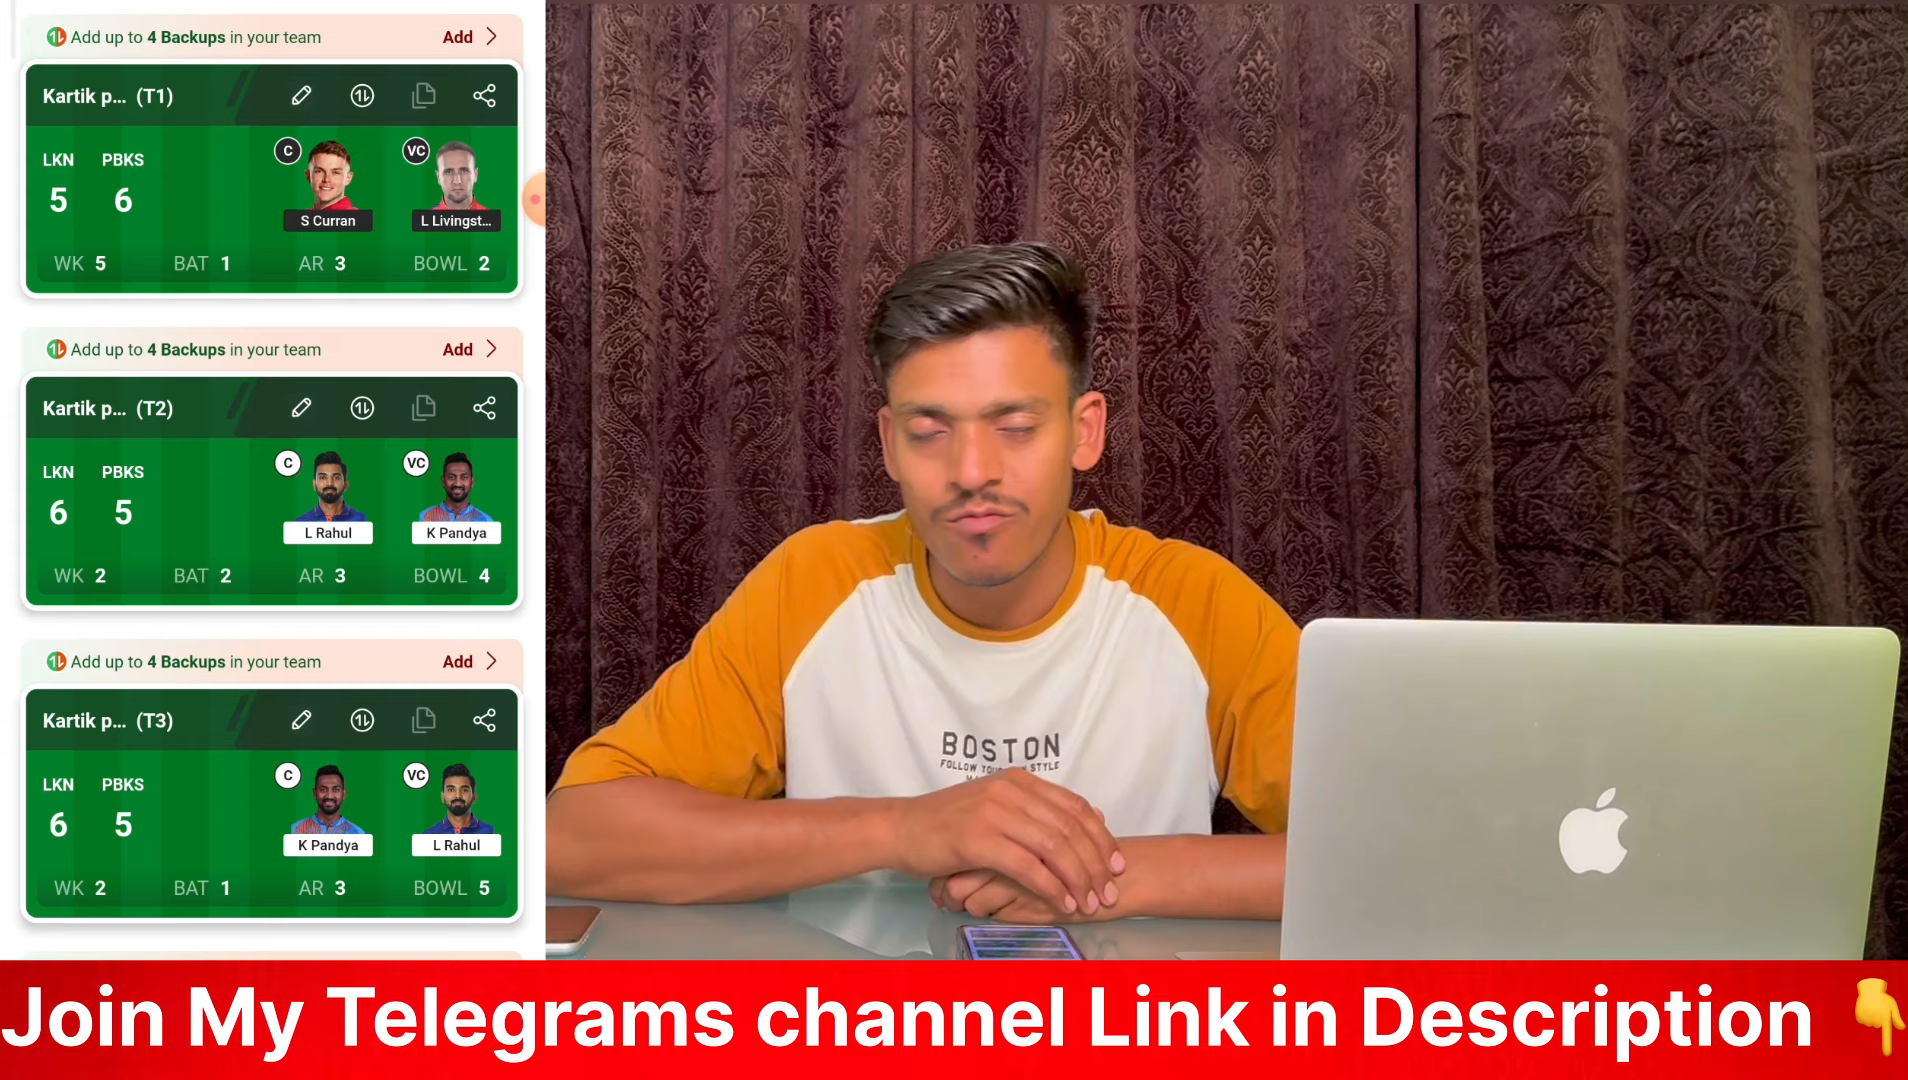 Add up to 4 Backups in your team Add
Kartik p... (T1)
LKN PBKS
5 6
C VC
S Curran L Livingst...
WK 5 BAT 1 AR 3 BOWL 2
Add up to 4 Backups in your team Add
Kartik p... (T2)
LKN PBKS
6 5
C VC
L Rahul K Pandya
WK 2 BAT 2 AR 3 BOWL 4
Add up to 4 Backups in your team Add
Kartik p... (T3)
LKN PBKS
6 5
C VC
K Pandya L Rahul
WK 2 BAT 1 AR 3 BOWL 5
BOSTON
FOLLOW STYLE
Join My Telegrams channel Link in Description 👇